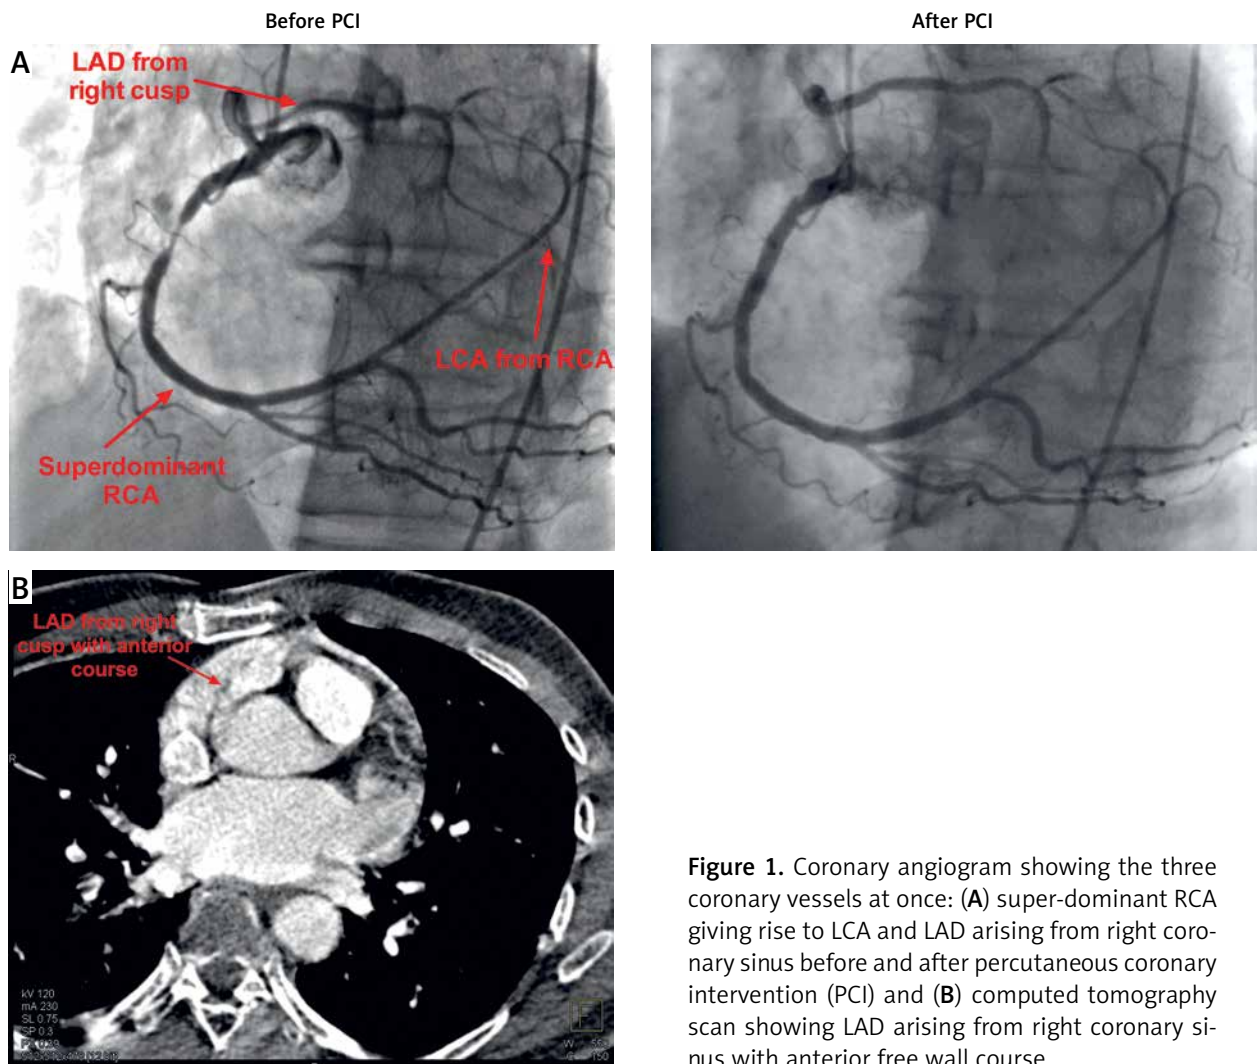 Before PCI
After PCI
A
LAD from
right cusp
LCA from RCA
Superdominant
RCA
B
LAD from right
cusp with anterior
course
R
kV 120
mA 230
SL 0.75
SP 0.3
F
W
C
Figure 1. Coronary angiogram showing the three
coronary vessels at once: (A) super-dominant RCA
giving rise to LCA and LAD arising from right coro-
nary sinus before and after percutaneous coronary
intervention (PCI) and (B) computed tomography
scan showing LAD arising from right coronary si-
nus with anterior free wall course